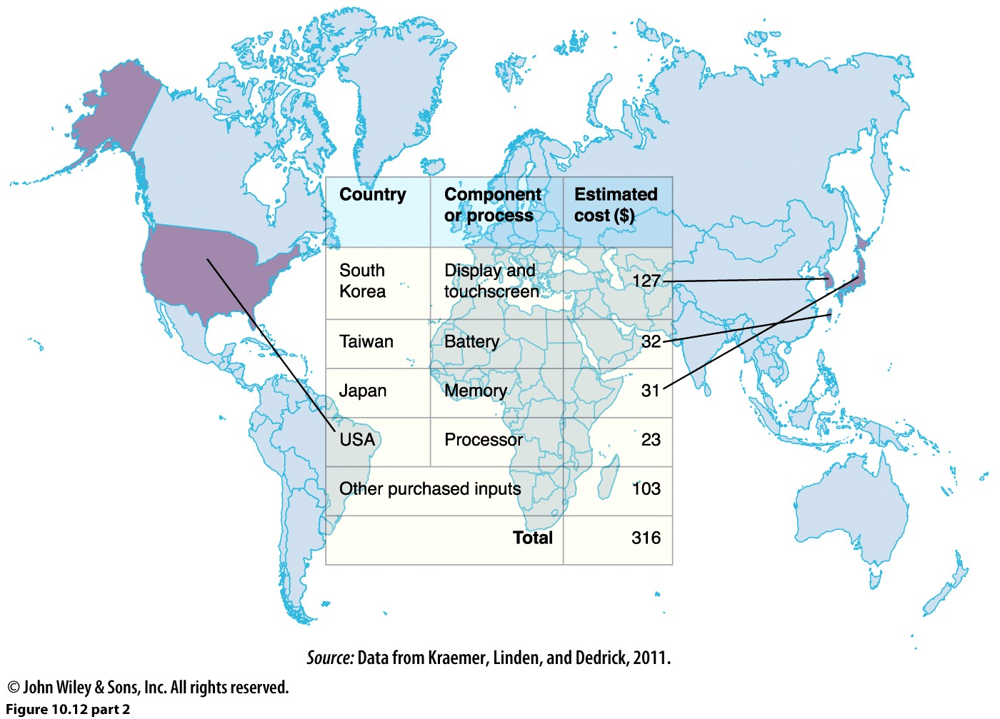 Country Component or process Estimated cost ($)
South Korea Display and touchscreen 127
Taiwan Battery 32
Japan Memory 31
USA Processor 23
Other purchased inputs 103
Total 316
Source: Data from Kraemer, Linden, and Dedrick, 2011.
© John Wiley & Sons, Inc. All rights reserved.
Figure 10.12 part 2